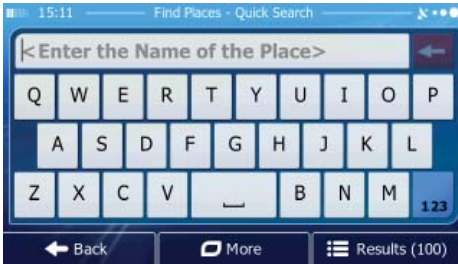 15:11 Find Places - Quick Search
<Enter the Name of the Place>
Q W E R T Y U I O P
A S D F G H J K L
Z X C V B N M 123
Back More Results (100)